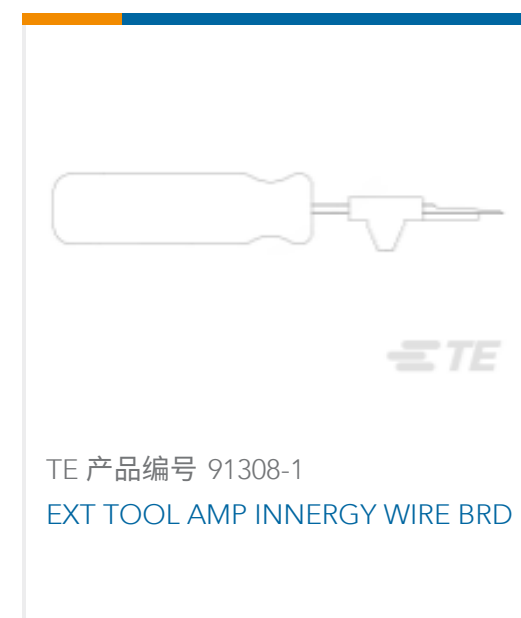 TE
TE 产品编号 91308-1
EXT TOOL AMP INNERGY WIRE BRD